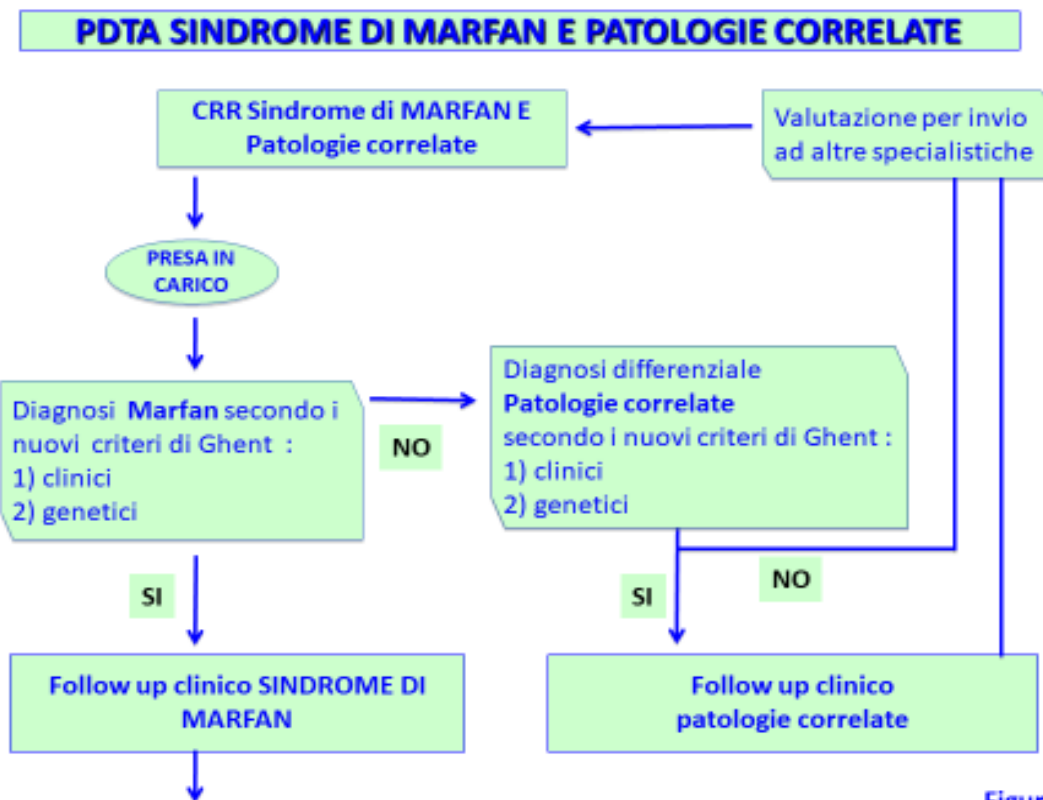 PDTA SINDROME DI MARFAN E PATOLOGIE CORRELATE
CRR Sindrome di MARFAN E
Patologie correlate
Valutazione per invio
ad altre specialistiche
PRESA IN
CARICO
Diagnosi Marfan secondo i
nuovi criteri di Ghent :
1) clinici
2) genetici
NO
Diagnosi differenziale
Patologie correlate
secondo i nuovi criteri di Ghent :
1) clinici
2) genetici
SI
SI
NO
Follow up clinico SINDROME DI
MARFAN
Follow up clinico
patologie correlate